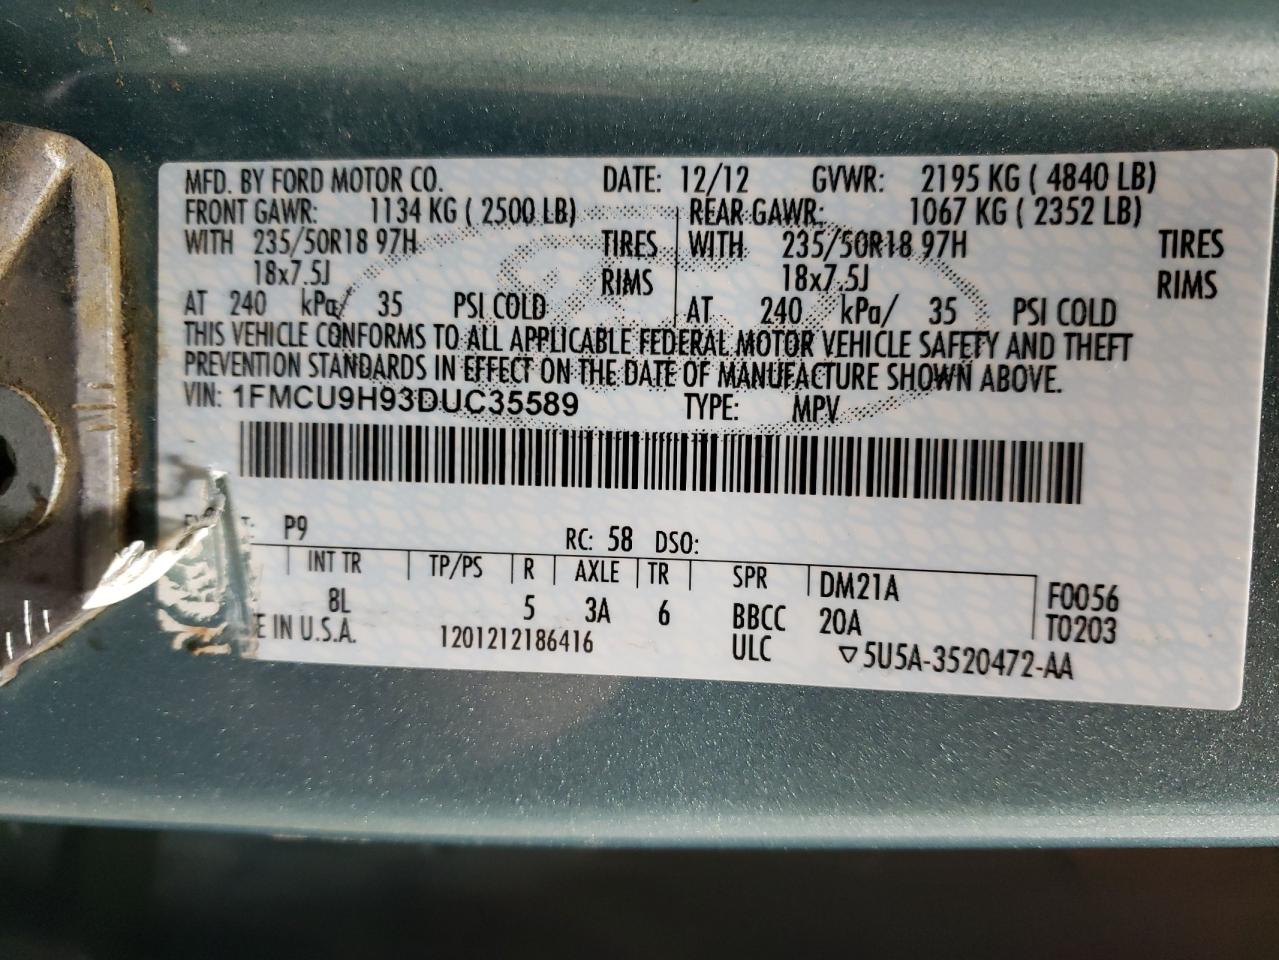 MFD. BY FORD MOTOR CO. DATE: 12/12 GVWR: 2195 KG ( 4840 LB)
FRONT GAWR: 1134 KG ( 2500 LB) REAR GAWR: 1067 KG ( 2352 LB)
WITH 235/50R18 97H TIRES WITH 235/50R18 97H TIRES
18x7.5J RIMS 18x7.5J RIMS
AT 240 kPa/ 35 PSI COLD AT 240 kPa/ 35 PSI COLD
THIS VEHICLE CONFORMS TO ALL APPLICABLE FEDERAL MOTOR VEHICLE SAFETY AND THEFT
PREVENTION STANDARDS IN EFFECT ON THE DATE OF MANUFACTURE SHOWN ABOVE.
VIN: 1FMCU9H93DUC35589 TYPE: MPV
P9 RC: 58 DSO:
INT TR TP/PS R AXLE TR SPR DM21A F0056
8L 5 3A 6 BBCC 20A T0203
E IN U.S.A. 1201212186416 ULC ▽5U5A-3520472-AA